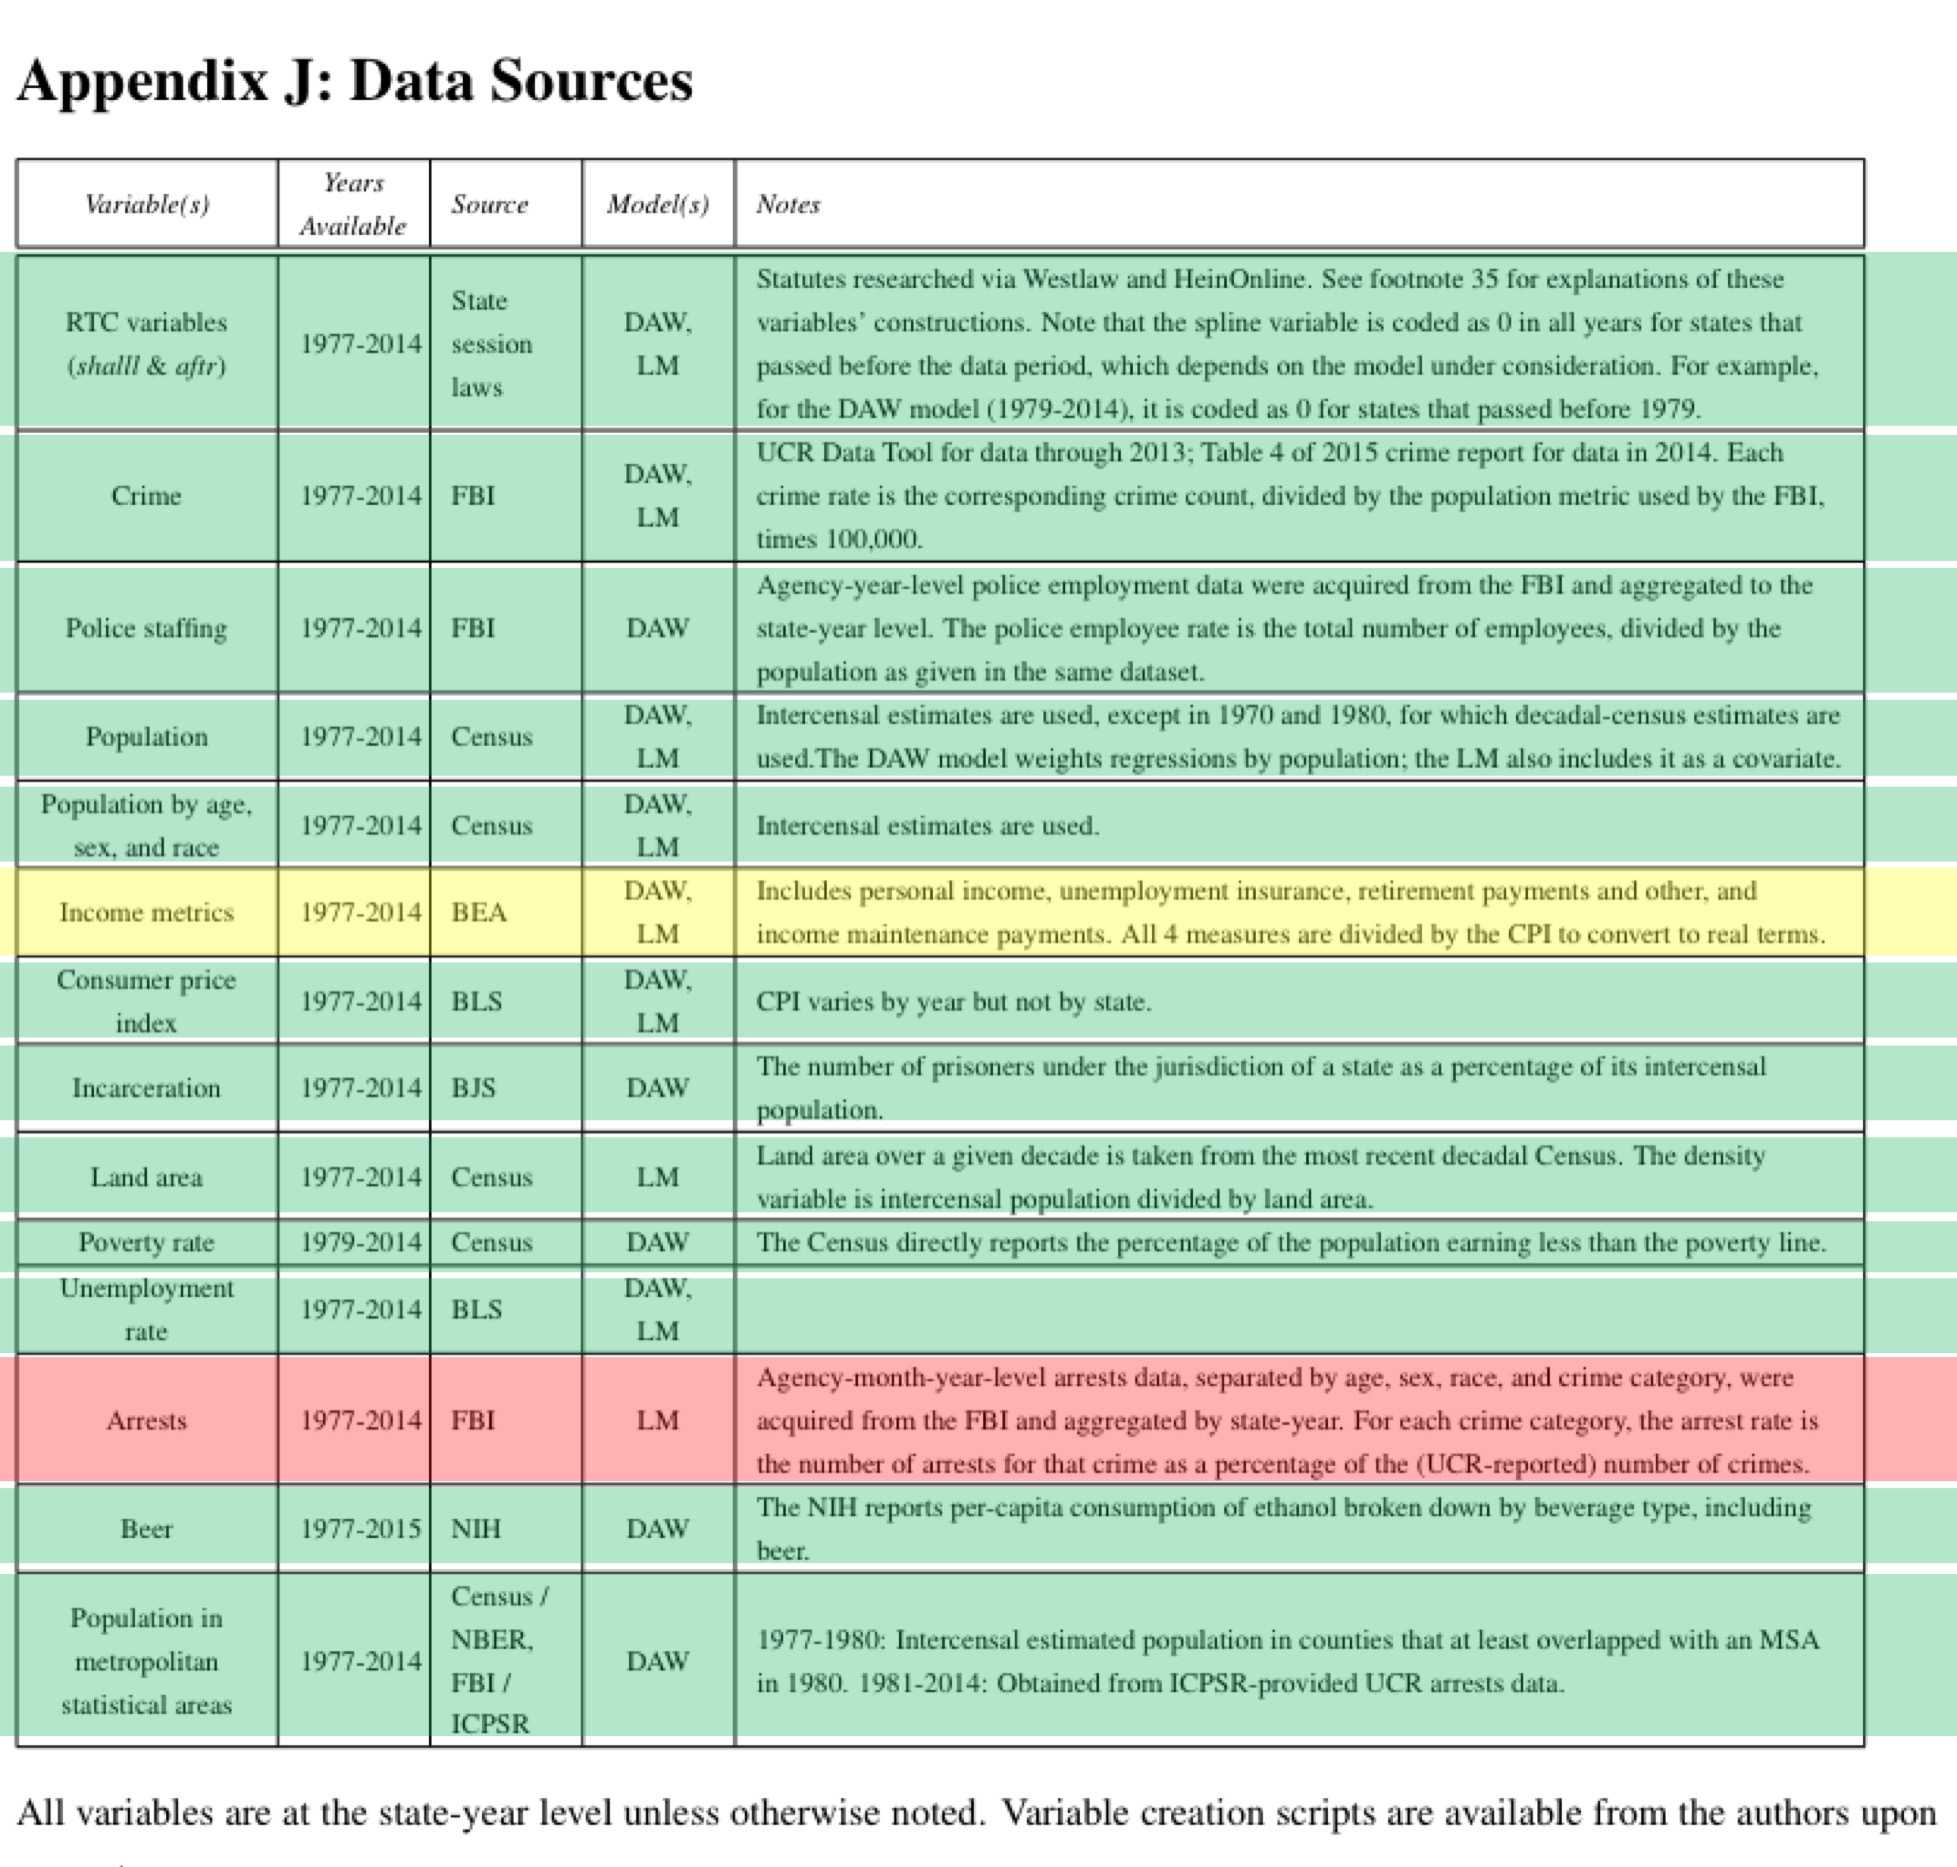 Appendix J: Data Sources
Variable(s)
Years
Available
Source
Model(s)
Notes
RTC variables
(shalll & aftr)
1977-2014
State
session
laws
DAW,
LM
Statutes researched via Westlaw and HeinOnline. See footnote 35 for explanations of these
variables’ constructions. Note that the spline variable is coded as 0 in all years for states that
passed before the data period, which depends on the model under consideration. For example,
for the DAW model (1979-2014), it is coded as 0 for states that passed before 1979.
Crime
1977-2014
FBI
DAW,
LM
UCR Data Tool for data through 2013; Table 4 of 2015 crime report for data in 2014. Each
crime rate is the corresponding crime count, divided by the population metric used by the FBI,
times 100,000.
Police staffing
1977-2014
FBI
DAW
Agency-year-level police employment data were acquired from the FBI and aggregated to the
state-year level. The police employee rate is the total number of employees, divided by the
population as given in the same dataset.
Population
1977-2014
Census
DAW,
LM
Intercensal estimates are used, except in 1970 and 1980, for which decadal-census estimates are
used.The DAW model weights regressions by population; the LM also includes it as a covariate.
Population by age,
sex, and race
1977-2014
Census
DAW,
LM
Intercensal estimates are used.
Income metrics
1977-2014
BEA
DAW,
LM
Includes personal income, unemployment insurance, retirement payments and other, and
income maintenance payments. All 4 measures are divided by the CPI to convert to real terms.
Consumer price
index
1977-2014
BLS
DAW,
LM
CPI varies by year but not by state.
Incarceration
1977-2014
BJS
DAW
The number of prisoners under the jurisdiction of a state as a percentage of its intercensal
population.
Land area
1977-2014
Census
LM
Land area over a given decade is taken from the most recent decadal Census. The density
variable is intercensal population divided by land area.
Poverty rate
1979-2014
Census
DAW
The Census directly reports the percentage of the population earning less than the poverty line.
Unemployment
rate
1977-2014
BLS
DAW,
LM
Arrests
1977-2014
FBI
LM
Agency-month-year-level arrests data, separated by age, sex, race, and crime category, were
acquired from the FBI and aggregated by state-year. For each crime category, the arrest rate is
the number of arrests for that crime as a percentage of the (UCR-reported) number of crimes.
Beer
1977-2015
NIH
DAW
The NIH reports per-capita consumption of ethanol broken down by beverage type, including
beer.
Population in
metropolitan
statistical areas
1977-2014
Census /
NBER,
FBI /
ICPSR
DAW
1977-1980: Intercensal estimated population in counties that at least overlapped with an MSA
in 1980. 1981-2014: Obtained from ICPSR-provided UCR arrests data.
All variables are at the state-year level unless otherwise noted. Variable creation scripts are available from the authors upon